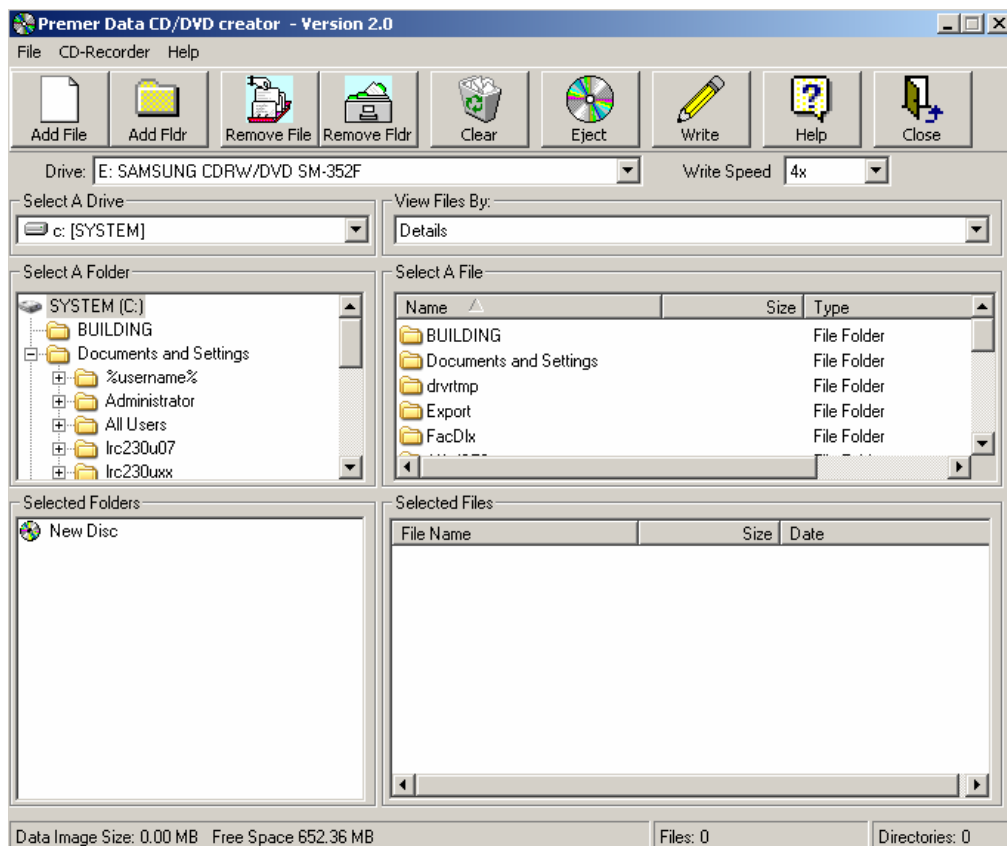 Premer Data CD/DVD creator - Version 2.0
File CD-Recorder Help
Add File Add Fldr Remove File Remove Fldr Clear Eject Write Help Close
Drive: E: SAMSUNG CDRW/DVD SM-352F Write Speed 4x
Select A Drive
c: [SYSTEM]
View Files By:
Details
Select A Folder
SYSTEM (C:)
BUILDING
Documents and Settings
%username%
Administrator
All Users
lrc230u07
lrc230uxx
Select A File
Name Size Type
BUILDING File Folder
Documents and Settings File Folder
drvrtmp File Folder
Export File Folder
FacDlx File Folder
Selected Folders
New Disc
Selected Files
File Name Size Date
Data Image Size: 0.00 MB Free Space 652.36 MB Files: 0 Directories: 0